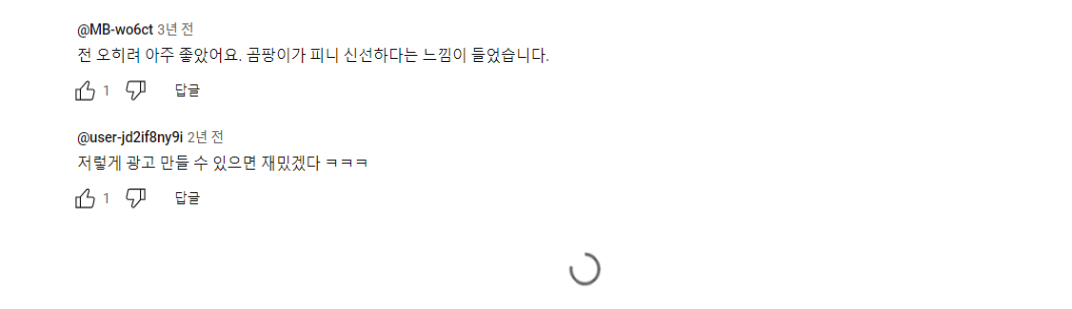 @MB-wo6ct 3년 전
전 오히려 아주 좋았어요. 곰팡이가 피니 신선하다는 느낌이 들었습니다.
1 답글
@user-jd2if8ny9i 2년 전
저렇게 광고 만들 수 있으면 재밌겠다 ㅋㅋㅋ
1 답글